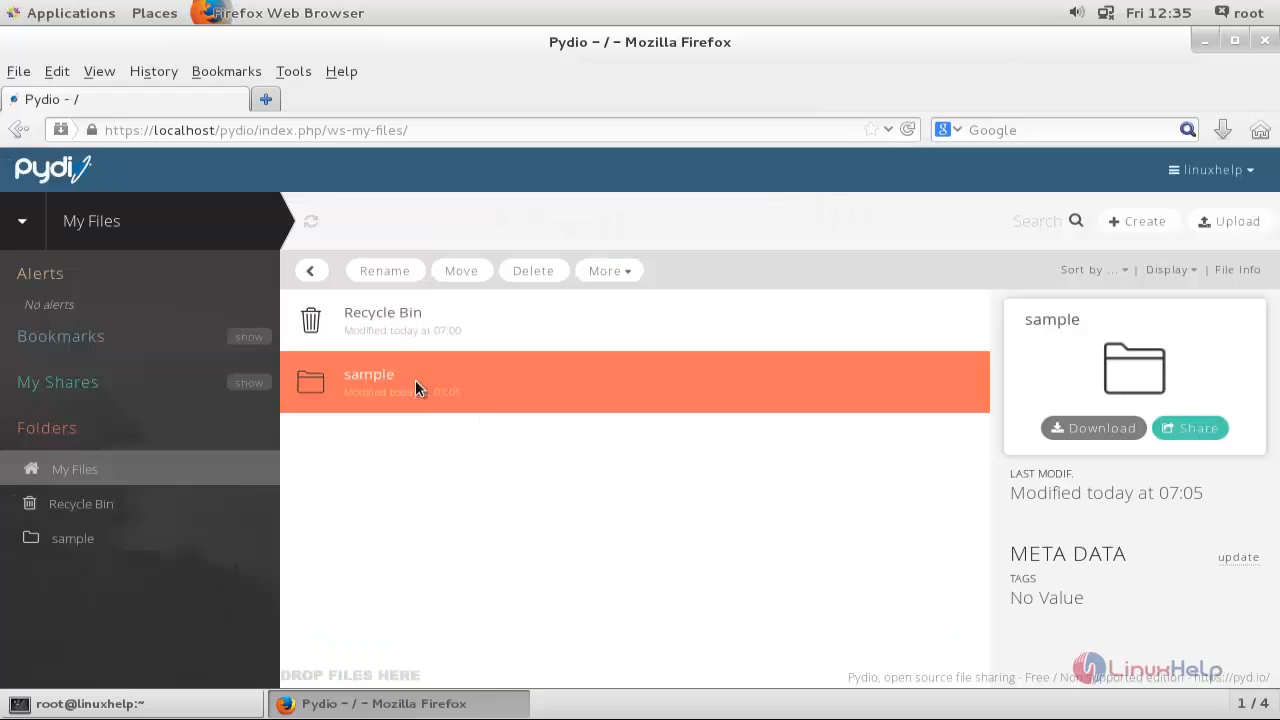 Applications Places Firefox Web Browser Fri 12:35 root
Pydio - / - Mozilla Firefox
File Edit View History Bookmarks Tools Help
Pydio - /
https://localhost/pydio/index.php/ws-my-files/ Google
pydio linuxhelp
My Files Search Create Upload
Rename Move Delete More Sort by ... Display File Info
Alerts
No alerts
Bookmarks show
My Shares show
Folders
My Files
Recycle Bin
sample
Recycle Bin
Modified today at 07:00
sample
Modified today at 07:05
sample
Download Share
LAST MODIF.
Modified today at 07:05
META DATA update
TAGS
No Value
DROP FILES HERE
LinuxHelp
Pydio, open source file sharing - Free / Non supported edition - https://pyd.io/
root@linuxhelp:~ Pydio - / - Mozilla Firefox 1 / 4